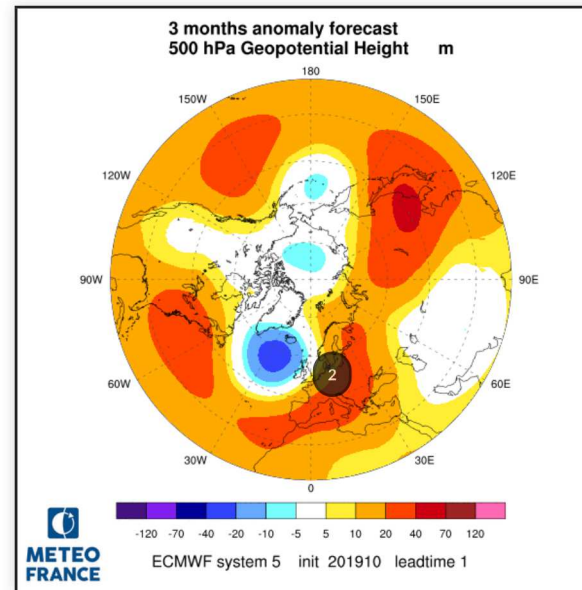 3 months anomaly forecast
500 hPa Geopotential Height m
180
150W 150E
120W 120E
90W 90E
2
60W 60E
30W 30E
0
-120 -70 -40 -20 -10 -5 5 10 20 40 70 120
METEO
FRANCE
ECMWF system 5 init 201910 leadtime 1